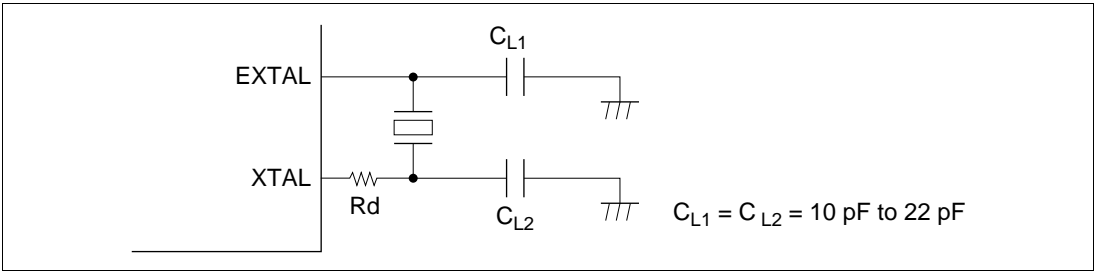 C_L1
EXTAL
XTAL
Rd
C_L2
C_L1 = C_L2 = 10 pF to 22 pF